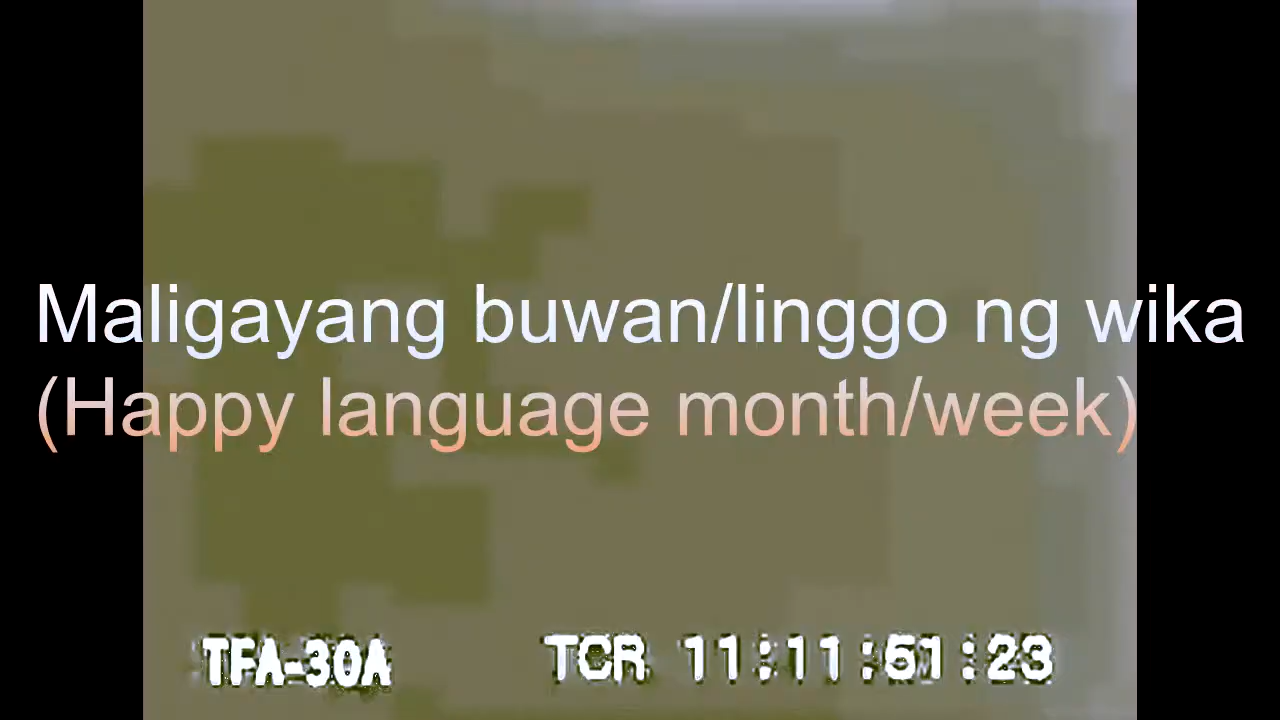 Maligayang buwan/linggo ng wika
(Happy language month/week)
TFA-30A TCR 11:11:51:23